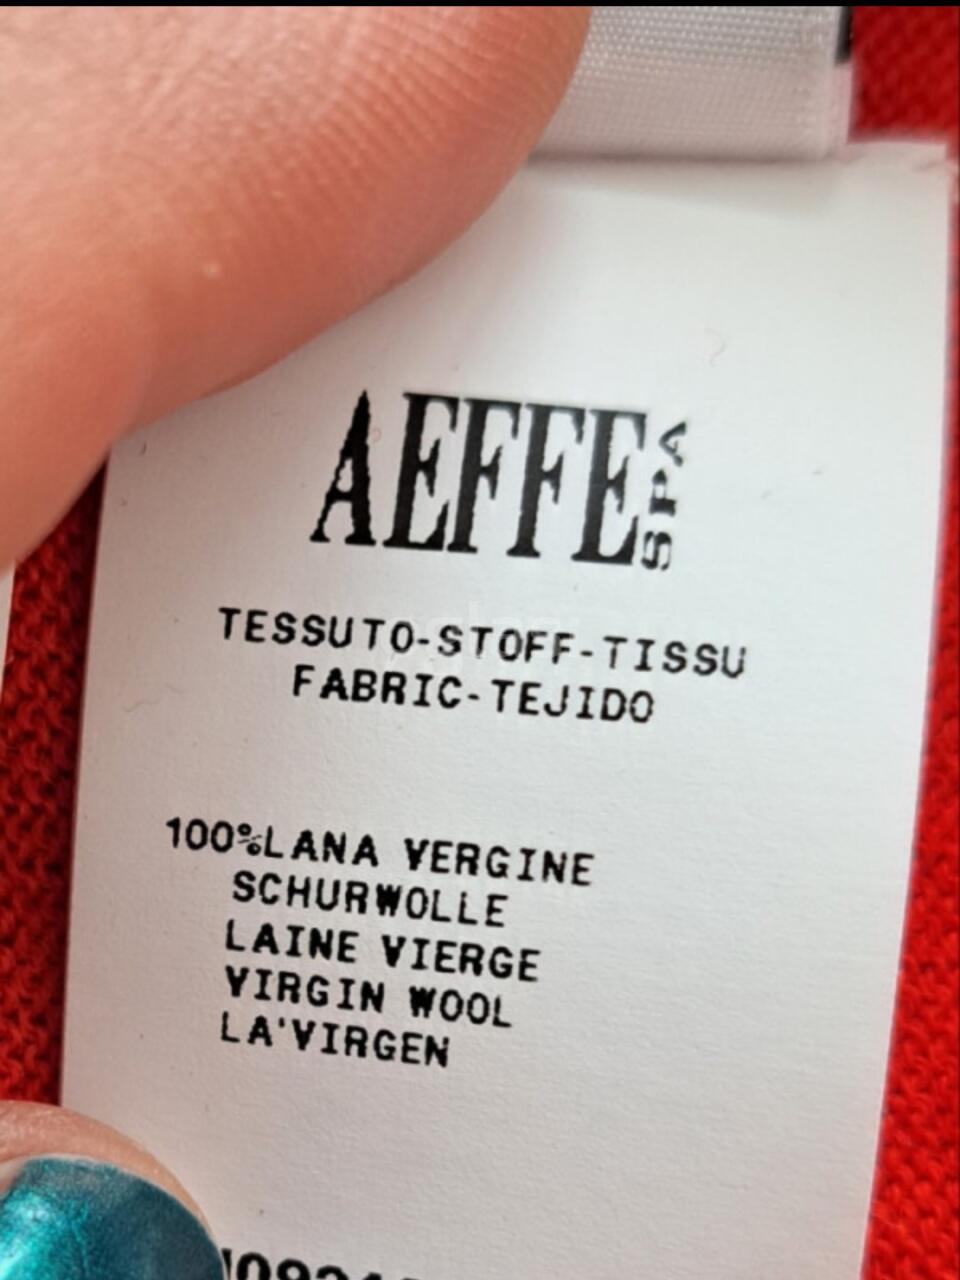 AEFFE SPA
TESSUTO-STOFF-TISSU
FABRIC-TEJIDO
100%LANA VERGINE
SCHURWOLLE
LAINE VIERGE
VIRGIN WOOL
LA'VIRGEN